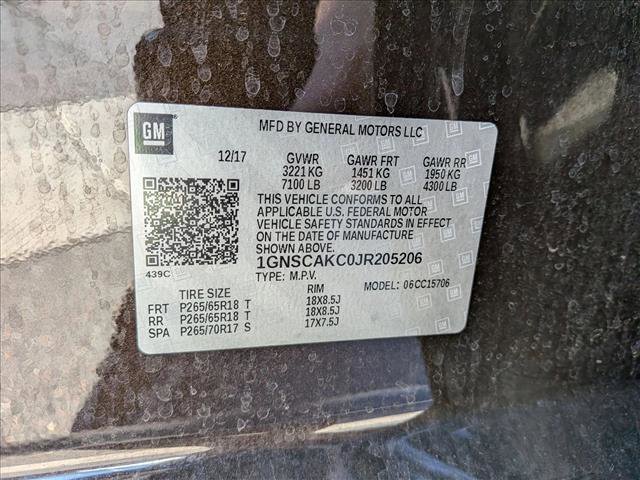 GM
MFD BY GENERAL MOTORS LLC
12/17 GVWR GAWR FRT GAWR RR
3221 KG 1451 KG 1950 KG
7100 LB 3200 LB 4300 LB
THIS VEHICLE CONFORMS TO ALL
APPLICABLE U.S. FEDERAL MOTOR
VEHICLE SAFETY STANDARDS IN EFFECT
ON THE DATE OF MANUFACTURE
SHOWN ABOVE.
439C
1GNSCAKC0JR205206
TYPE: M.P.V. MODEL: 06 CC15706
TIRE SIZE RIM
FRT P265/65R18 T 18X8.5J
RR P265/65R18 T 18X8.5J
SPA P265/70R17 S 17X7.5J